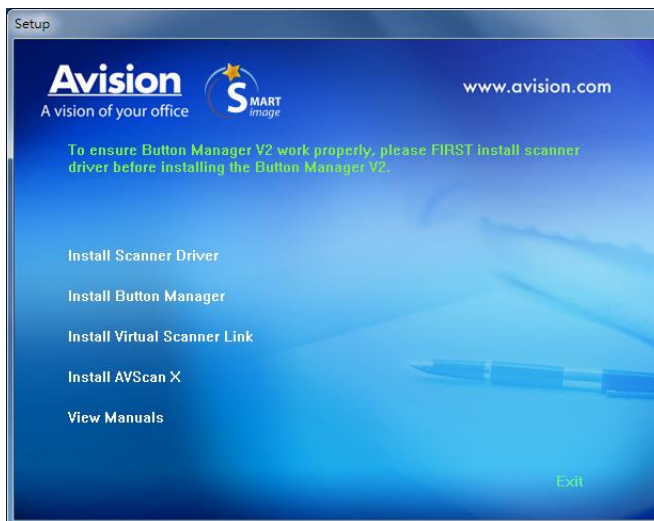 Setup
Avision
A vision of your office
SMART
image
www.avision.com
To ensure Button Manager V2 work properly, please FIRST install scanner
driver before installing the Button Manager V2.
Install Scanner Driver
Install Button Manager
Install Virtual Scanner Link
Install AVScan X
View Manuals
Exit